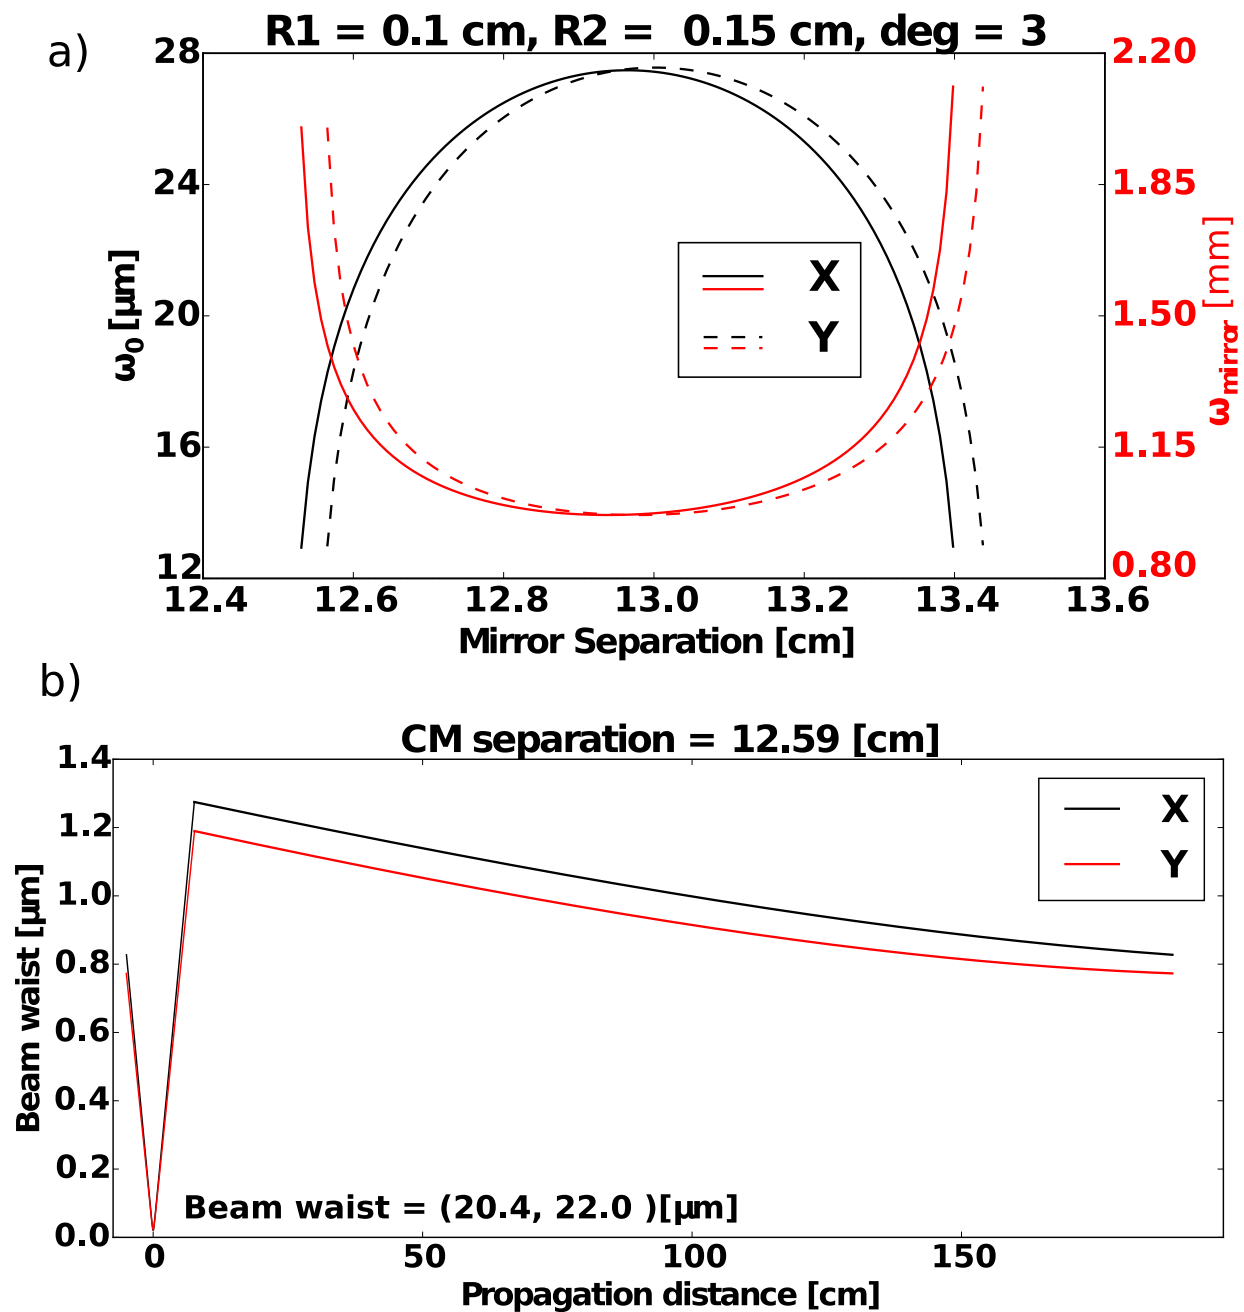 a)
R1 = 0.1 cm, R2 = 0.15 cm, deg = 3
28
24
20
16
12
ω0 [μm]
2.20
1.85
1.50
1.15
0.80
ωmirror [mm]
X
Y
12.4 12.6 12.8 13.0 13.2 13.4 13.6
Mirror Separation [cm]
b)
CM separation = 12.59 [cm]
1.4
1.2
1.0
0.8
0.6
0.4
0.2
0.0
Beam waist [μm]
X
Y
Beam waist = (20.4, 22.0 )[μm]
0 50 100 150
Propagation distance [cm]